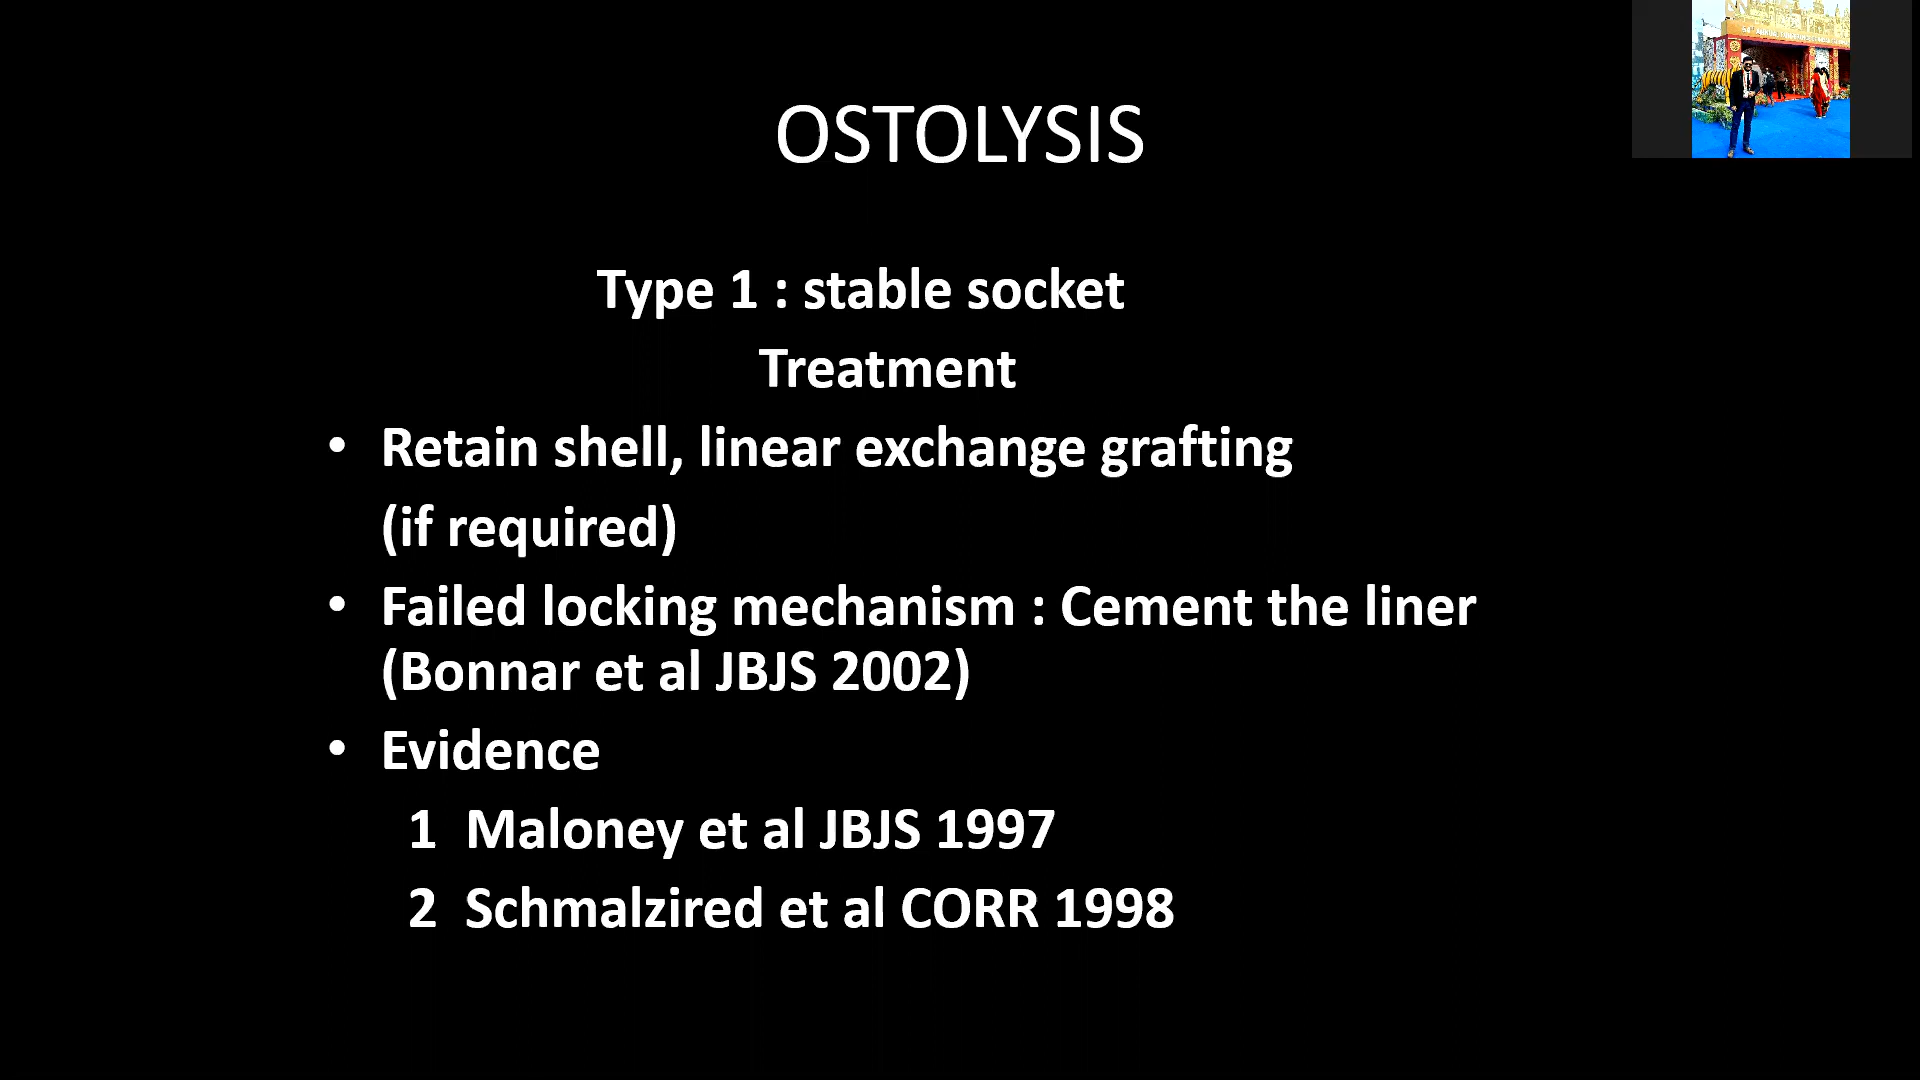 OSTOLYSIS
Type 1 : stable socket
Treatment
• Retain shell, linear exchange grafting
(if required)
• Failed locking mechanism : Cement the liner
(Bonnar et al JBJS 2002)
• Evidence
1 Maloney et al JBJS 1997
2 Schmalzired et al CORR 1998